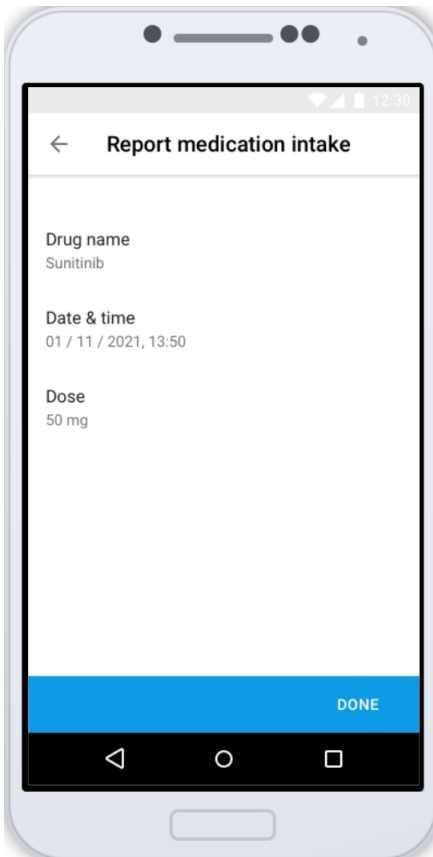 12:30
Report medication intake
Drug name
Sunitinib
Date & time
01 / 11 / 2021, 13:50
Dose
50 mg
DONE